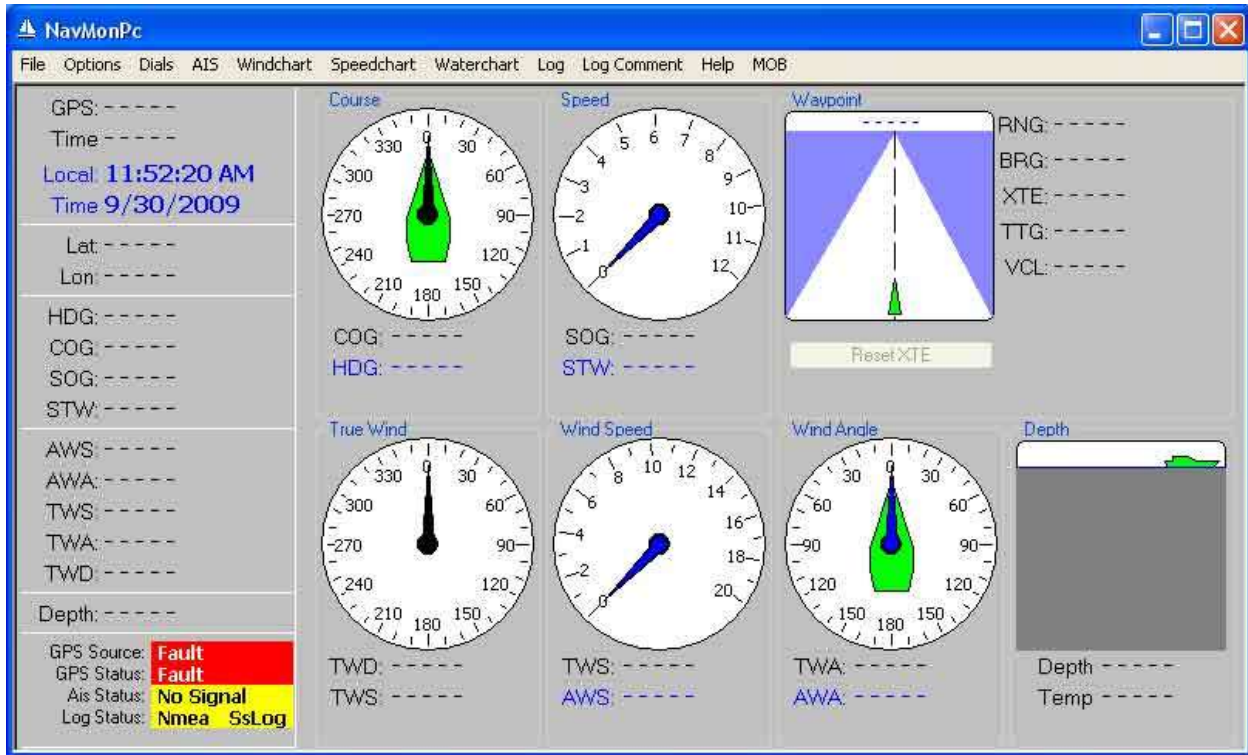 NavMonPc
File Options Dials AIS Windchart Speedchart Waterchart Log Log Comment Help MOB
GPS: -----
Time -----
Local: 11:52:20 AM
Time 9/30/2009
Lat: -----
Lon: -----
HDG: -----
COG: -----
SOG: -----
STW: -----
AWS: -----
AWA: -----
TWS: -----
TWA: -----
TWD: -----
Depth: -----
GPS Source: Fault
GPS Status: Fault
Ais Status: No Signal
Log Status: Nmea SsLog
Course
0 30 60 90 120 150 180 210 240 270 300 330
COG: -----
HDG: -----
Speed
0 1 2 3 4 5 6 7 8 9 10 11 12
SOG: -----
STW: -----
Waypoint
-----
RNG: -----
BRG: -----
XTE: -----
TTG: -----
VCL: -----
Reset XTE
True Wind
0 30 60 90 120 150 180 210 240 270 300 330
TWD: -----
TWS: -----
Wind Speed
0 2 4 6 8 10 12 14 16 18 20
TWS: -----
AWS: -----
Wind Angle
0 30 60 90 120 150 180 150 120 90 60 30
TWA: -----
AWA: -----
Depth
Depth -----
Temp -----